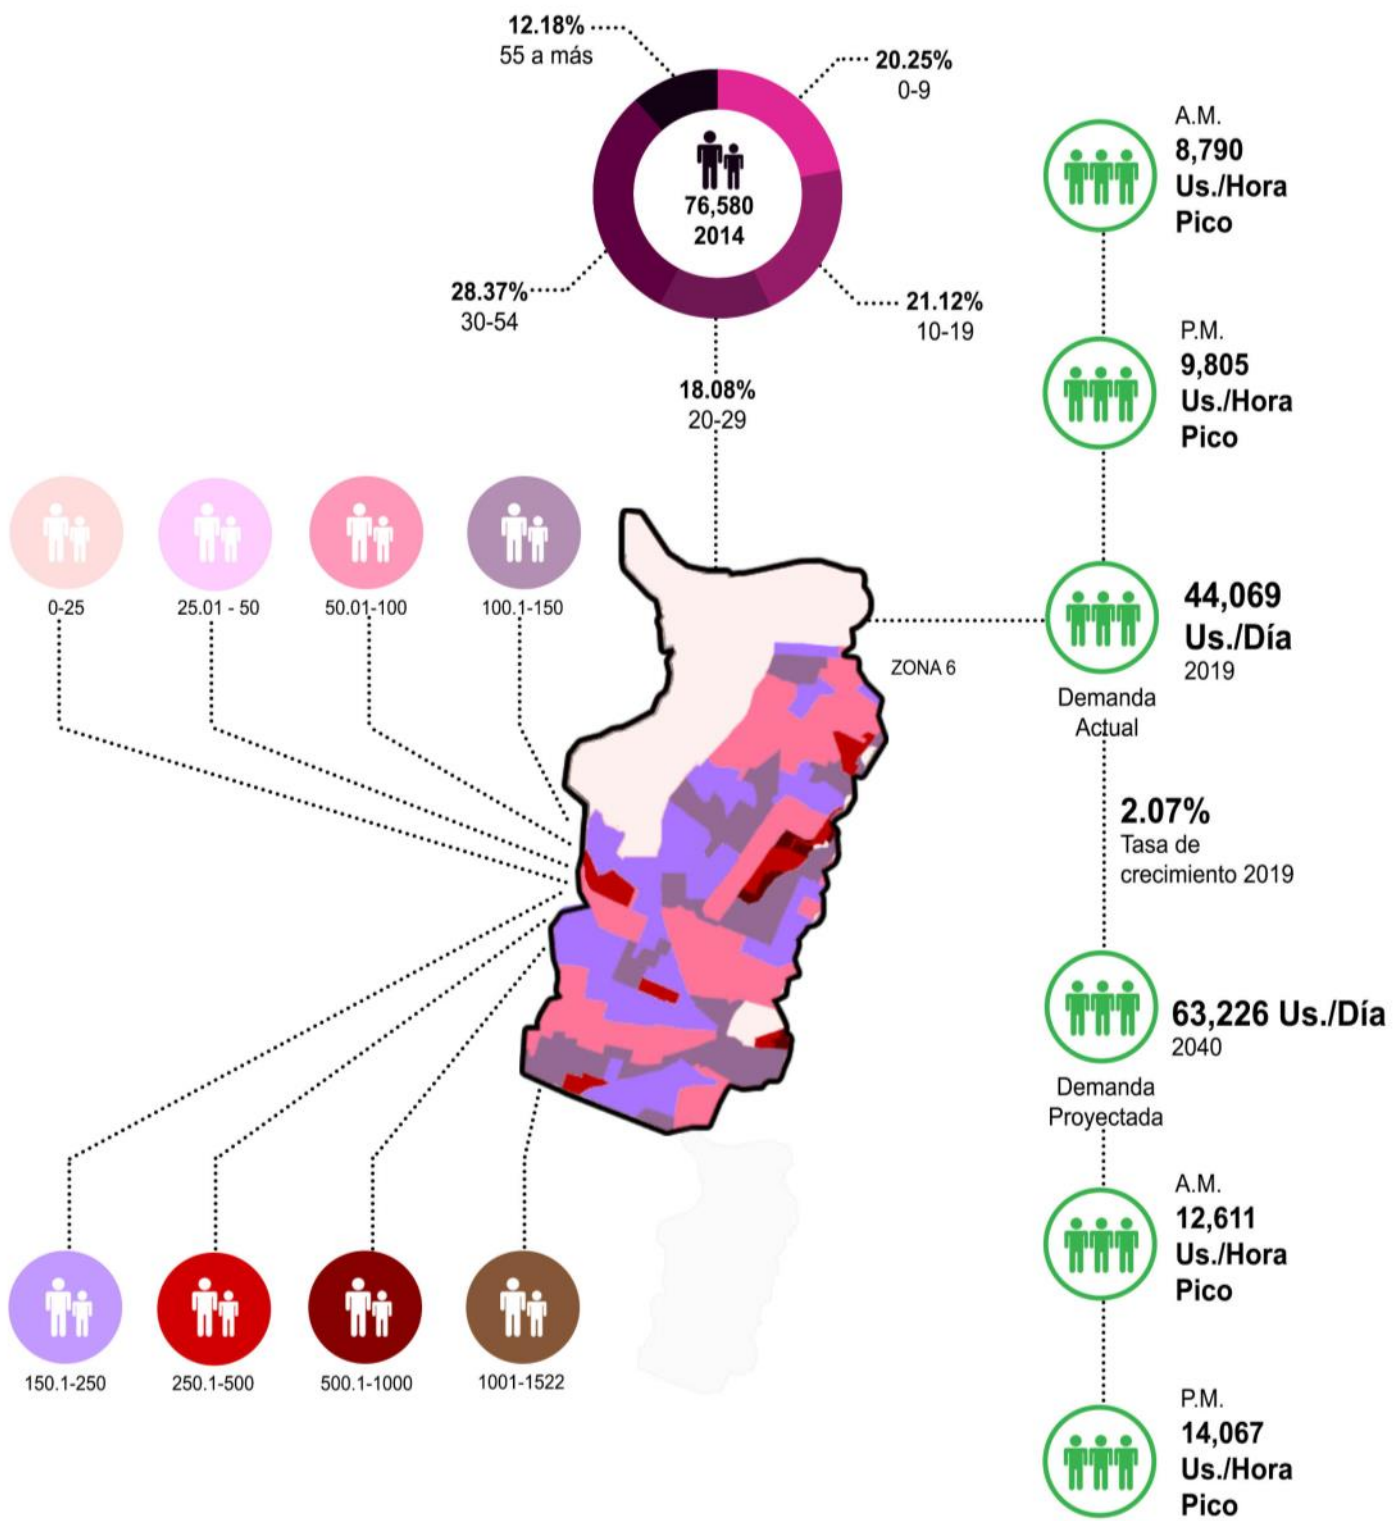 12.18%
55 a más
20.25%
0-9
76,580
2014
28.37%
30-54
21.12%
10-19
18.08%
20-29
A.M.
8,790
Us./Hora
Pico
P.M.
9,805
Us./Hora
Pico
0-25
25.01 - 50
50.01-100
100.1-150
ZONA 6
44,069
Us./Día
2019
Demanda
Actual
2.07%
Tasa de
crecimiento 2019
63,226 Us./Día
2040
Demanda
Proyectada
A.M.
12,611
Us./Hora
Pico
150.1-250
250.1-500
500.1-1000
1001-1522
P.M.
14,067
Us./Hora
Pico